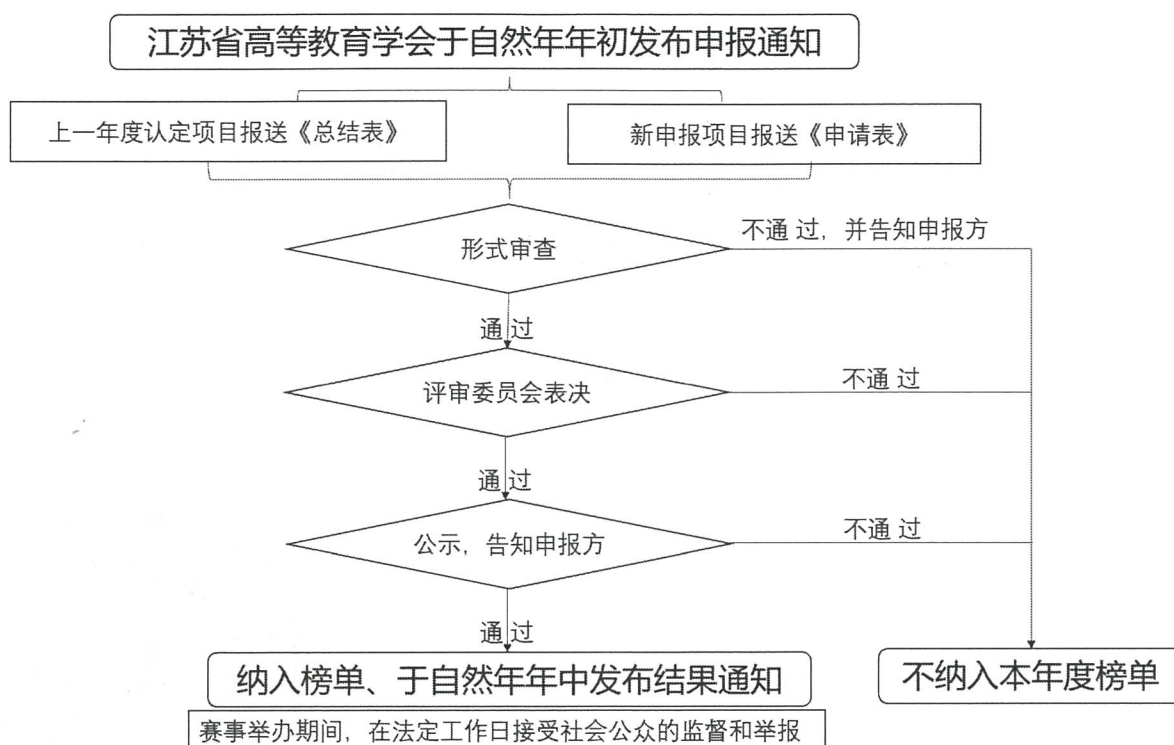 江苏省高等教育学会于自然年年初发布申报通知
上一年度认定项目报送《总结表》
新申报项目报送《申请表》
形式审查
不通过，并告知申报方
通过
评审委员会表决
不通过
通过
公示，告知申报方
不通过
通过
纳入榜单、于自然年年中发布结果通知
不纳入本年度榜单
赛事举办期间，在法定工作日接受社会公众的监督和举报